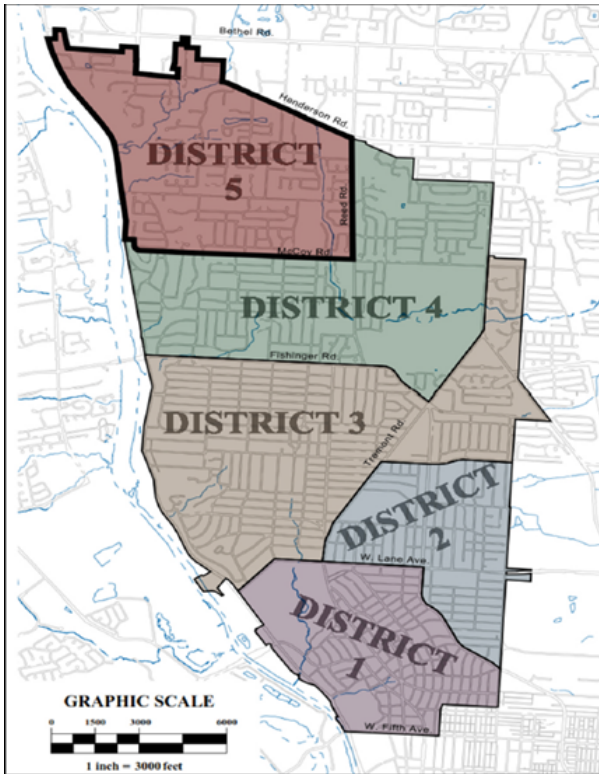 Bethel Rd.
Henderson Rd.
DISTRICT
5
Reed Rd.
McCoy Rd.
DISTRICT 4
Fishinger Rd.
DISTRICT 3
Tremont Rd.
DISTRICT
2
W. Lane Ave.
DISTRICT
1
W. Fifth Ave.
GRAPHIC SCALE
0 1500 3000 6000
1 inch = 3000 feet